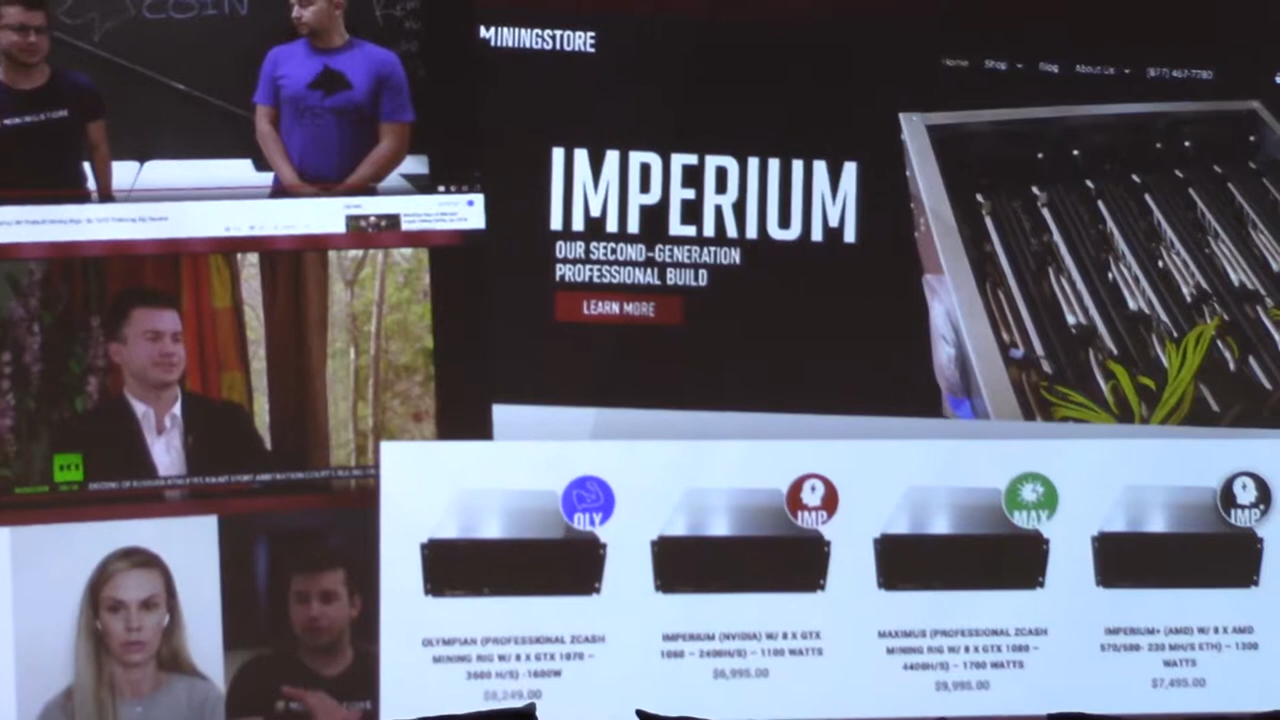 COIN
MININGSTORE
Home Shop Blog About Us (877) 467-7780
IMPERIUM
OUR SECOND-GENERATION
PROFESSIONAL BUILD
LEARN MORE
RT
OLY
IMP
MAX
IMP+
OLYMPIAN (PROFESSIONAL ZCASH
MINING RIG W/ 8 X GTX 1070 –
3600 H/S) -1600W
$8,249.00
IMPERIUM (NVIDIA) W/ 8 X GTX
1060 – 2400H/S) – 1100 WATTS
$6,995.00
MAXIMUS (PROFESSIONAL ZCASH
MINING RIG W/ 8 X GTX 1080 –
4400H/S) – 1700 WATTS
$9,995.00
IMPERIUM+ (AMD) W/ 8 X AMD
570/580- 230 MH/S ETH) – 1300
WATTS
$7,495.00